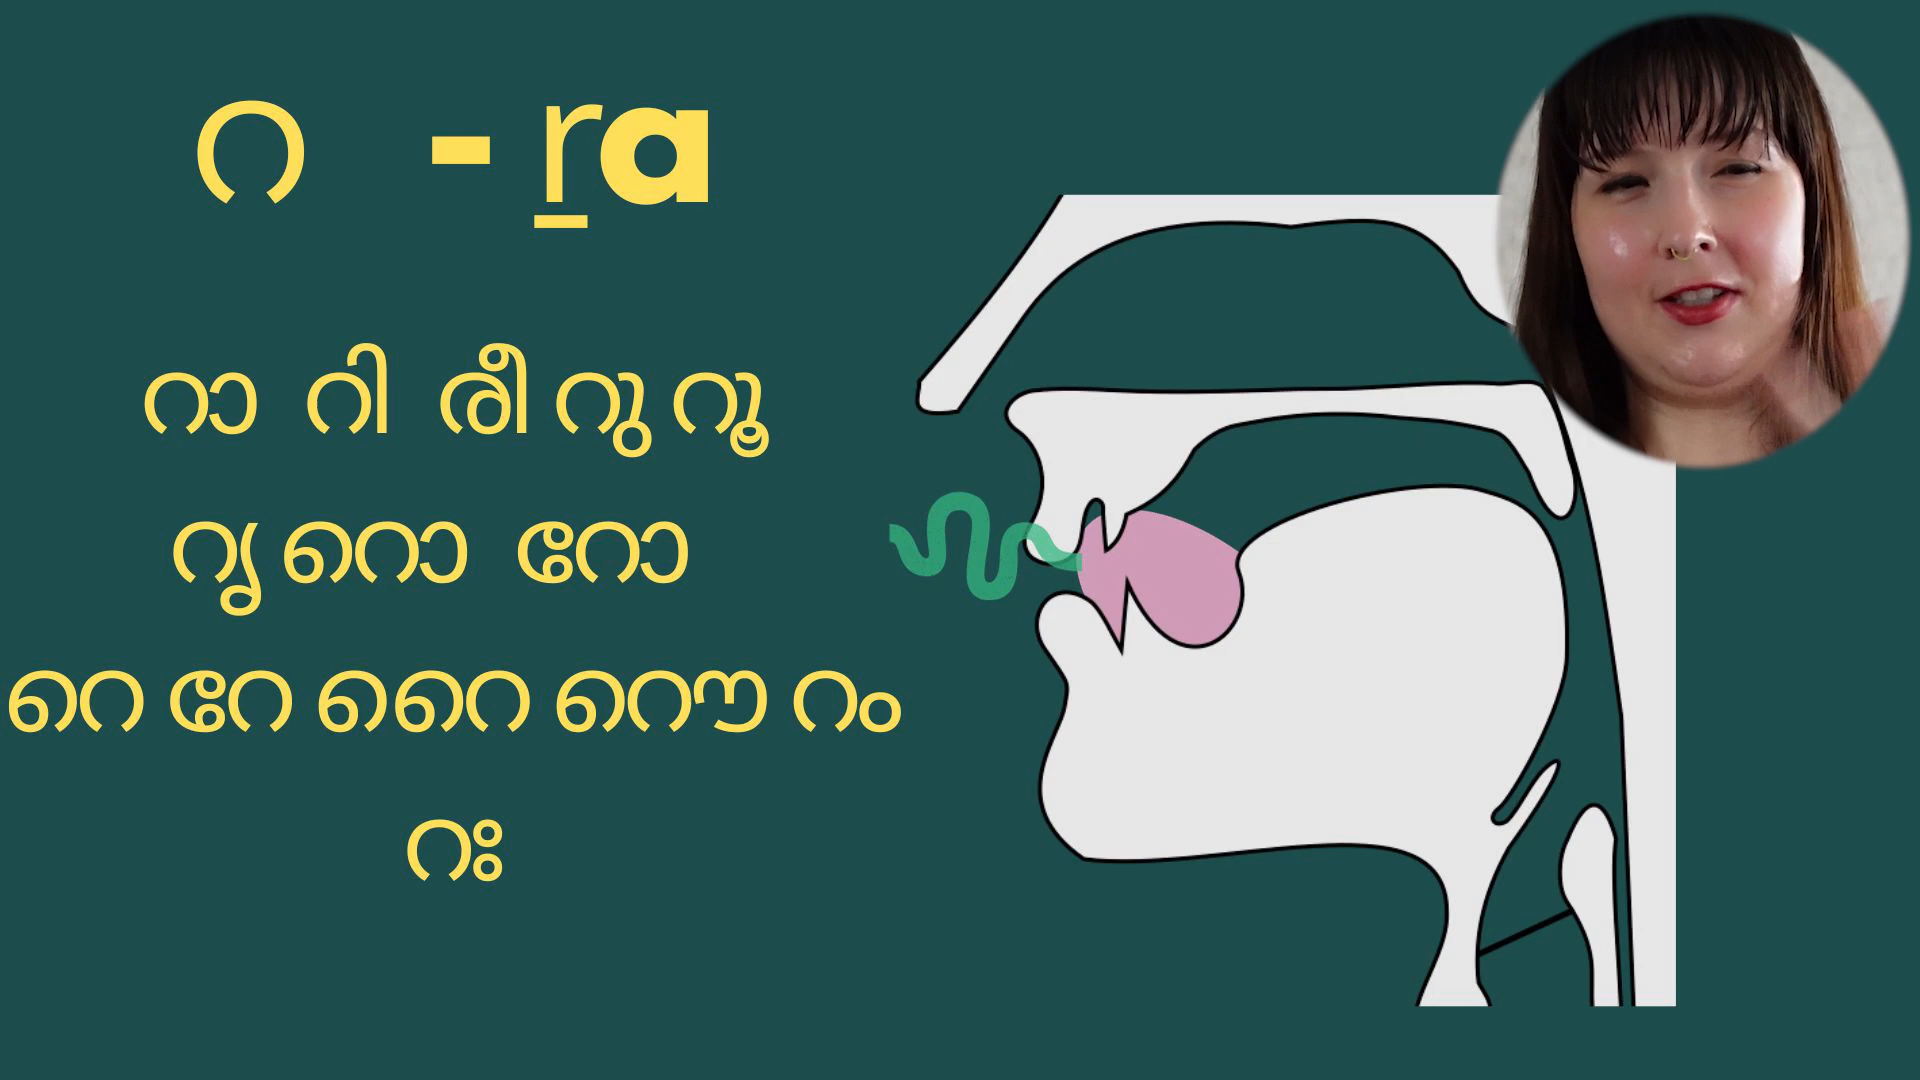 റ - ṟa
റാ റി രീ റു റൂ
റൃ റൊ റോ
റെ റേ റൈ റൌ റം
റഃ